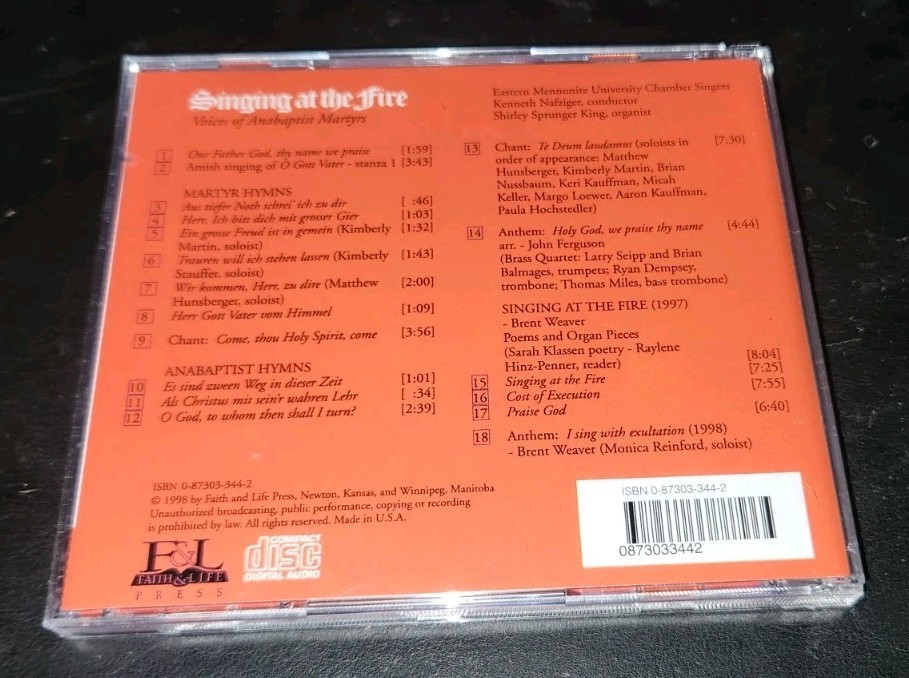 Singing at the Fire
Voices of Anabaptist Martyrs
1 Our Father God, thy name we praise [1:59]
2 Amish singing of O Gott Vater - stanza 1 [3:43]
MARTYR HYMNS
3 Aus tiefer Noth schrei' ich zu dir [ :46]
4 Herr, Ich bitt dich mit grosser Gier [1:03]
5 Ein grosse Freud ist in gemein (Kimberly [1:32]
Martin, soloist)
6 Trauren will ich stehen lassen (Kimberly [1:43]
Stauffer, soloist)
7 Wir kommen, Herr, zu dire (Matthew [2:00]
Hunsberger, soloist)
8 Herr Gott Vater vom Himmel [1:09]
9 Chant: Come, thou Holy Spirit, come [3:56]
ANABAPTIST HYMNS
10 Es sind zween Weg in dieser Zeit [1:01]
11 Als Christus mit sein'r wahren Lehr [ :34]
12 O God, to whom then shall I turn? [2:39]
Eastern Mennonite University Chamber Singers
Kenneth Nafziger, conductor
Shirley Sprunger King, organist
13 Chant: Te Deum laudamus (soloists in [7:30]
order of appearance: Matthew
Hunsberger, Kimberly Martin, Brian
Nussbaum, Keri Kauffman, Micah
Keller, Margo Loewer, Aaron Kauffman,
Paula Hochstedler)
14 Anthem: Holy God, we praise thy name [4:44]
arr. - John Ferguson
(Brass Quartet: Larry Seipp and Brian
Balmages, trumpets; Ryan Dempsey,
trombone; Thomas Miles, bass trombone)
SINGING AT THE FIRE (1997)
- Brent Weaver
Poems and Organ Pieces
(Sarah Klassen poetry - Raylene
Hinz-Penner, reader) [8:04]
15 Singing at the Fire [7:25]
16 Cost of Execution [7:55]
17 Praise God [6:40]
18 Anthem: I sing with exultation (1998)
- Brent Weaver (Monica Reinford, soloist)
ISBN 0-87303-344-2
© 1998 by Faith and Life Press, Newton, Kansas, and Winnipeg, Manitoba
Unauthorized broadcasting, public performance, copying or recording
is prohibited by law. All rights reserved. Made in U.S.A.
F&L
FAITH & LIFE
PRESS
COMPACT
disc
DIGITAL AUDIO
ISBN 0-87303-344-2
0873033442